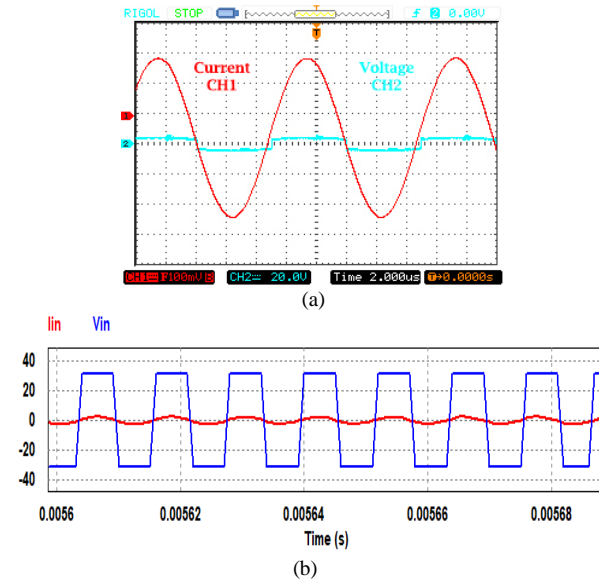 RIGOL STOP 0.00V
T
Current Voltage
CH1 CH2
1
2
CH1 100mV CH2 20.0V Time 2.000us T→0.0000s
(a)
Iin Vin
40
20
0
-20
-40
0.0056 0.00562 0.00564 0.00566 0.00568
Time (s)
(b)